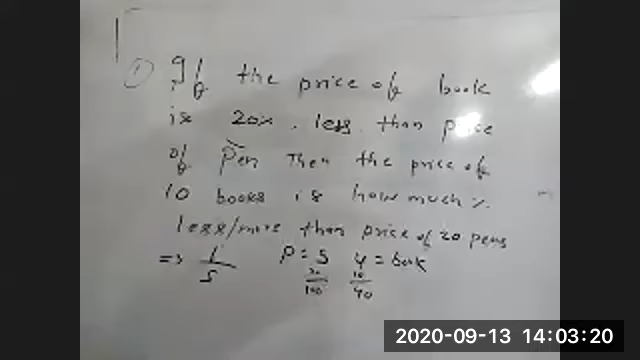 ① If the price of book
is 20% less than price
of Pen Then the price of
10 books is how much %
less/more than price of 20 pens
=> 1/5 P = 5 4 = book
20/100 10/40
2020-09-13 14:03:20